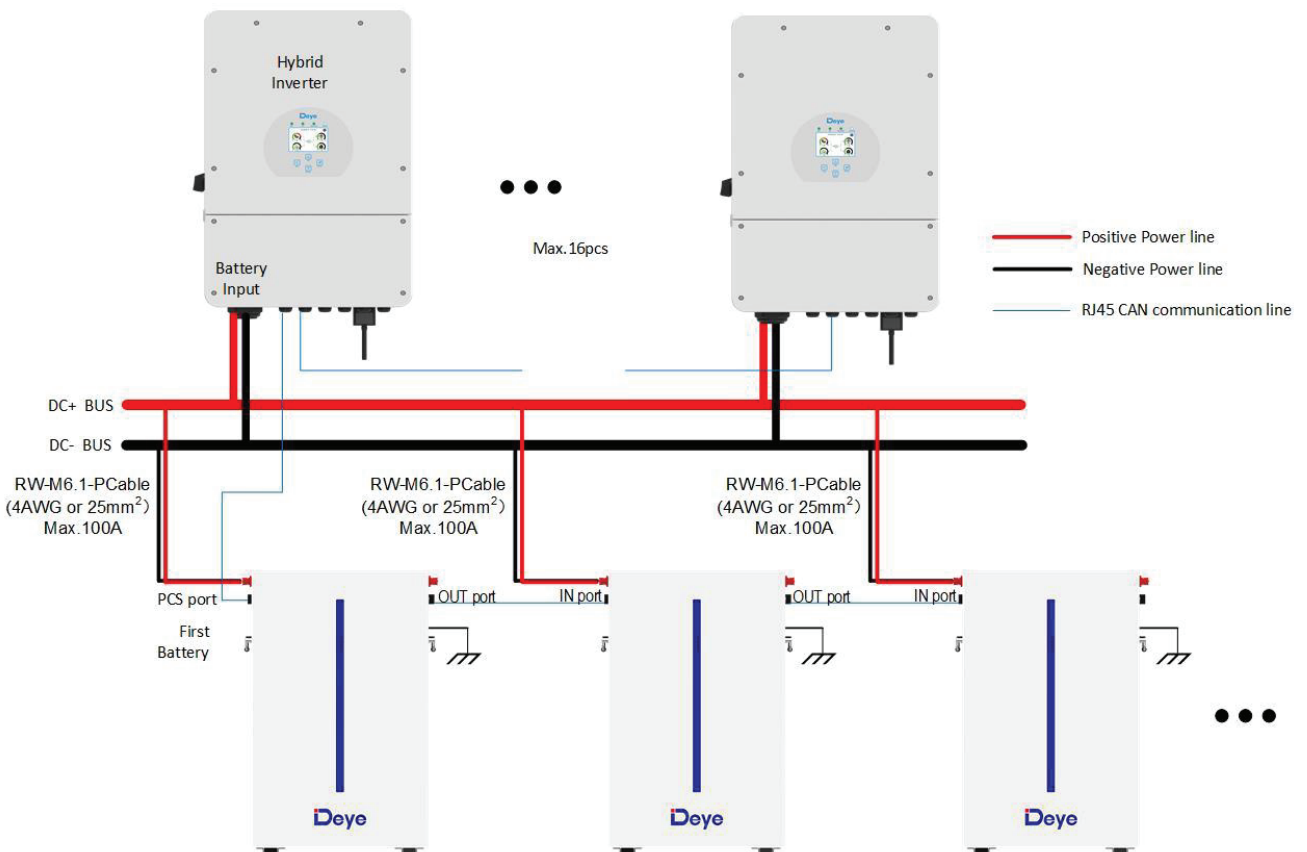 Hybrid
Inverter
Deye
Deye
Max.16pcs
Positive Power line
Negative Power line
RJ45 CAN communication line
Battery
Input
DC+ BUS
DC- BUS
RW-M6.1-PCable
(4AWG or 25mm²)
Max.100A
RW-M6.1-PCable
(4AWG or 25mm²)
Max.100A
RW-M6.1-PCable
(4AWG or 25mm²)
Max.100A
PCS port
OUT port
IN port
OUT port
IN port
First
Battery
Deye
Deye
Deye